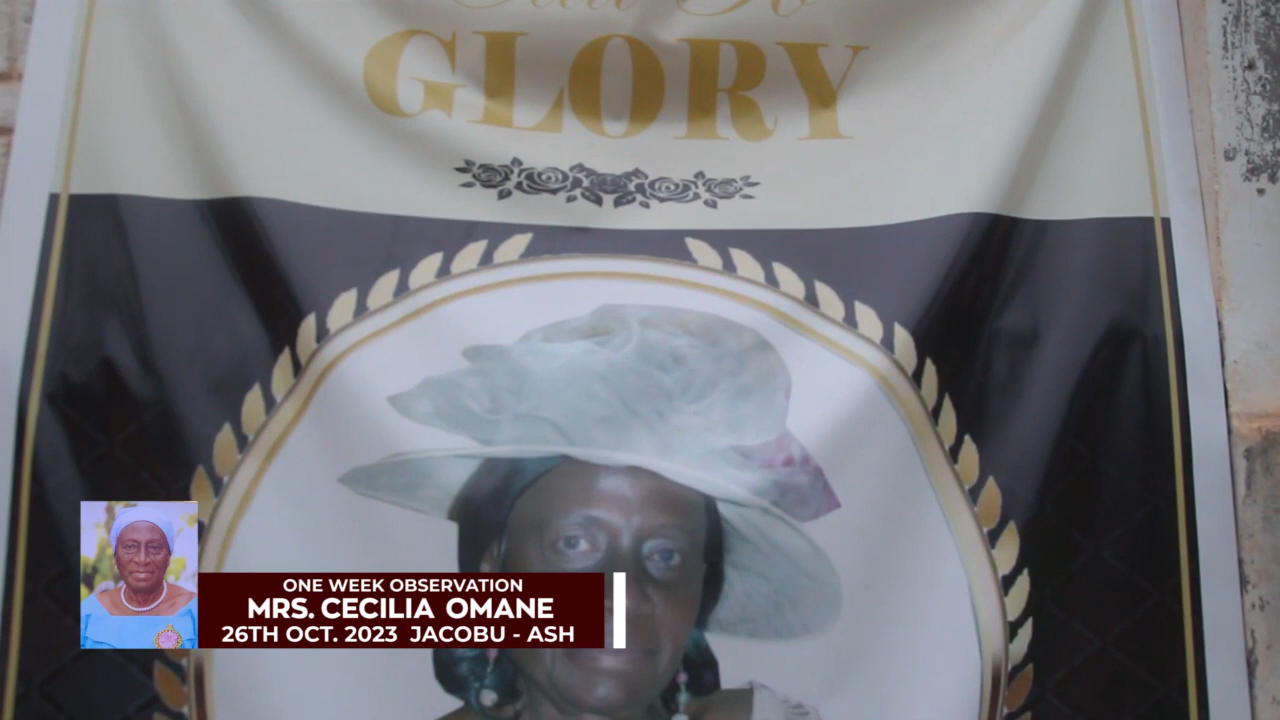 GLORY
ONE WEEK OBSERVATION
MRS. CECILIA OMANE
26TH OCT. 2023 JACOBU - ASH